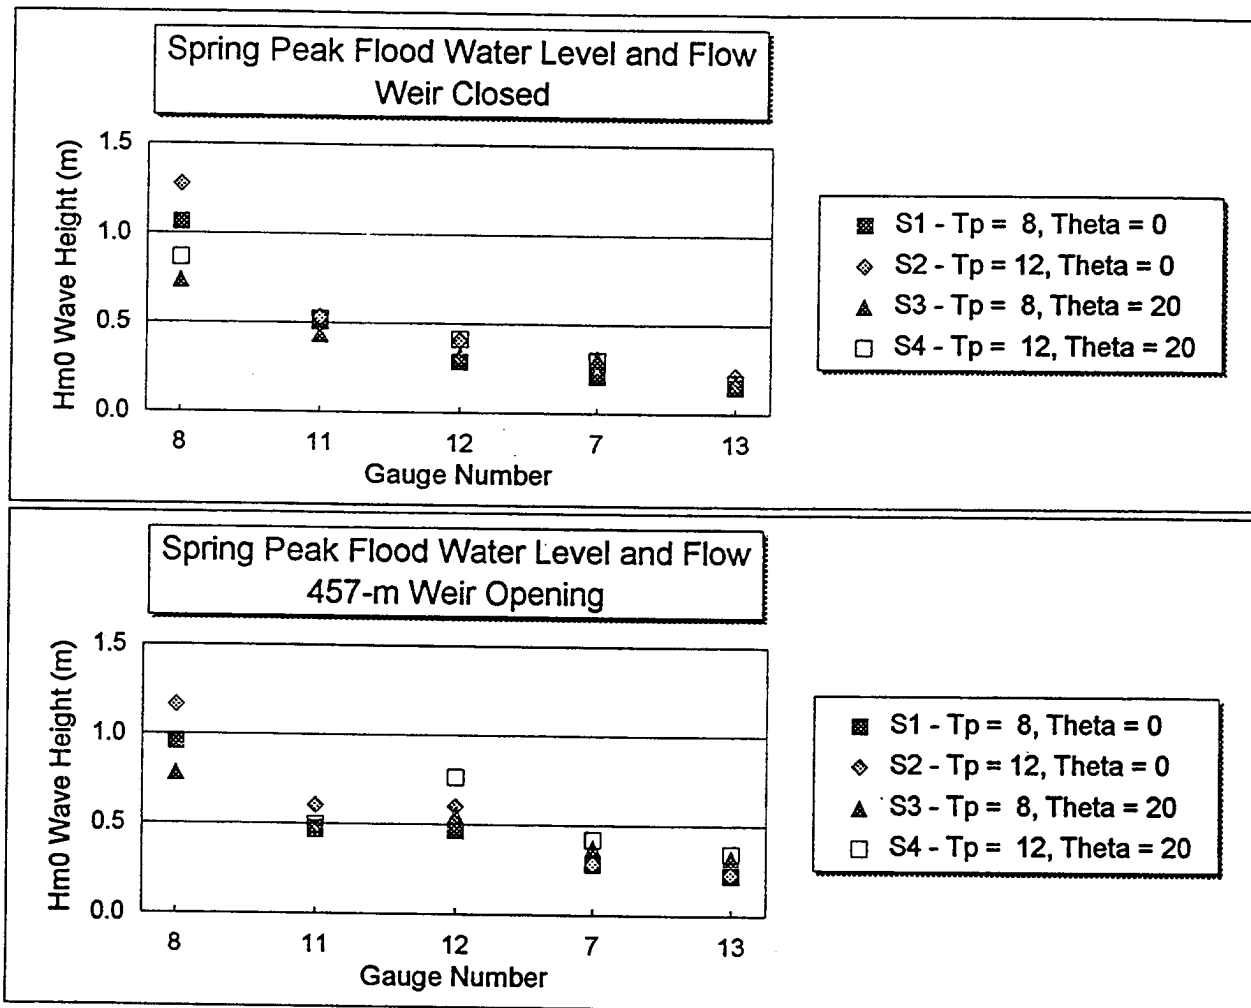 Spring Peak Flood Water Level and Flow
Weir Closed
Hm0 Wave Height (m)
1.5
1.0
0.5
0.0
8 11 12 7 13
Gauge Number
S1 - Tp = 8, Theta = 0
S2 - Tp = 12, Theta = 0
S3 - Tp = 8, Theta = 20
S4 - Tp = 12, Theta = 20
Spring Peak Flood Water Level and Flow
457-m Weir Opening
Hm0 Wave Height (m)
1.5
1.0
0.5
0.0
8 11 12 7 13
Gauge Number
S1 - Tp = 8, Theta = 0
S2 - Tp = 12, Theta = 0
S3 - Tp = 8, Theta = 20
S4 - Tp = 12, Theta = 20